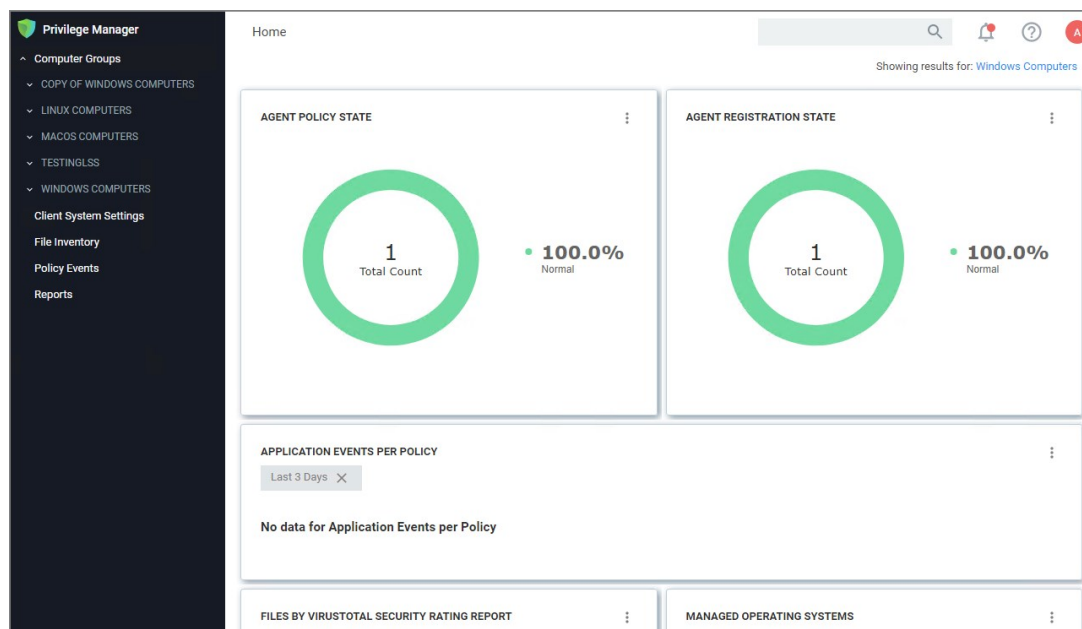 Privilege Manager
Home
A
Computer Groups
Showing results for: Windows Computers
COPY OF WINDOWS COMPUTERS
LINUX COMPUTERS
MACOS COMPUTERS
TESTINGLSS
WINDOWS COMPUTERS
Client System Settings
File Inventory
Policy Events
Reports
AGENT POLICY STATE
1
Total Count
100.0%
Normal
AGENT REGISTRATION STATE
1
Total Count
100.0%
Normal
APPLICATION EVENTS PER POLICY
Last 3 Days
No data for Application Events per Policy
FILES BY VIRUSTOTAL SECURITY RATING REPORT
MANAGED OPERATING SYSTEMS